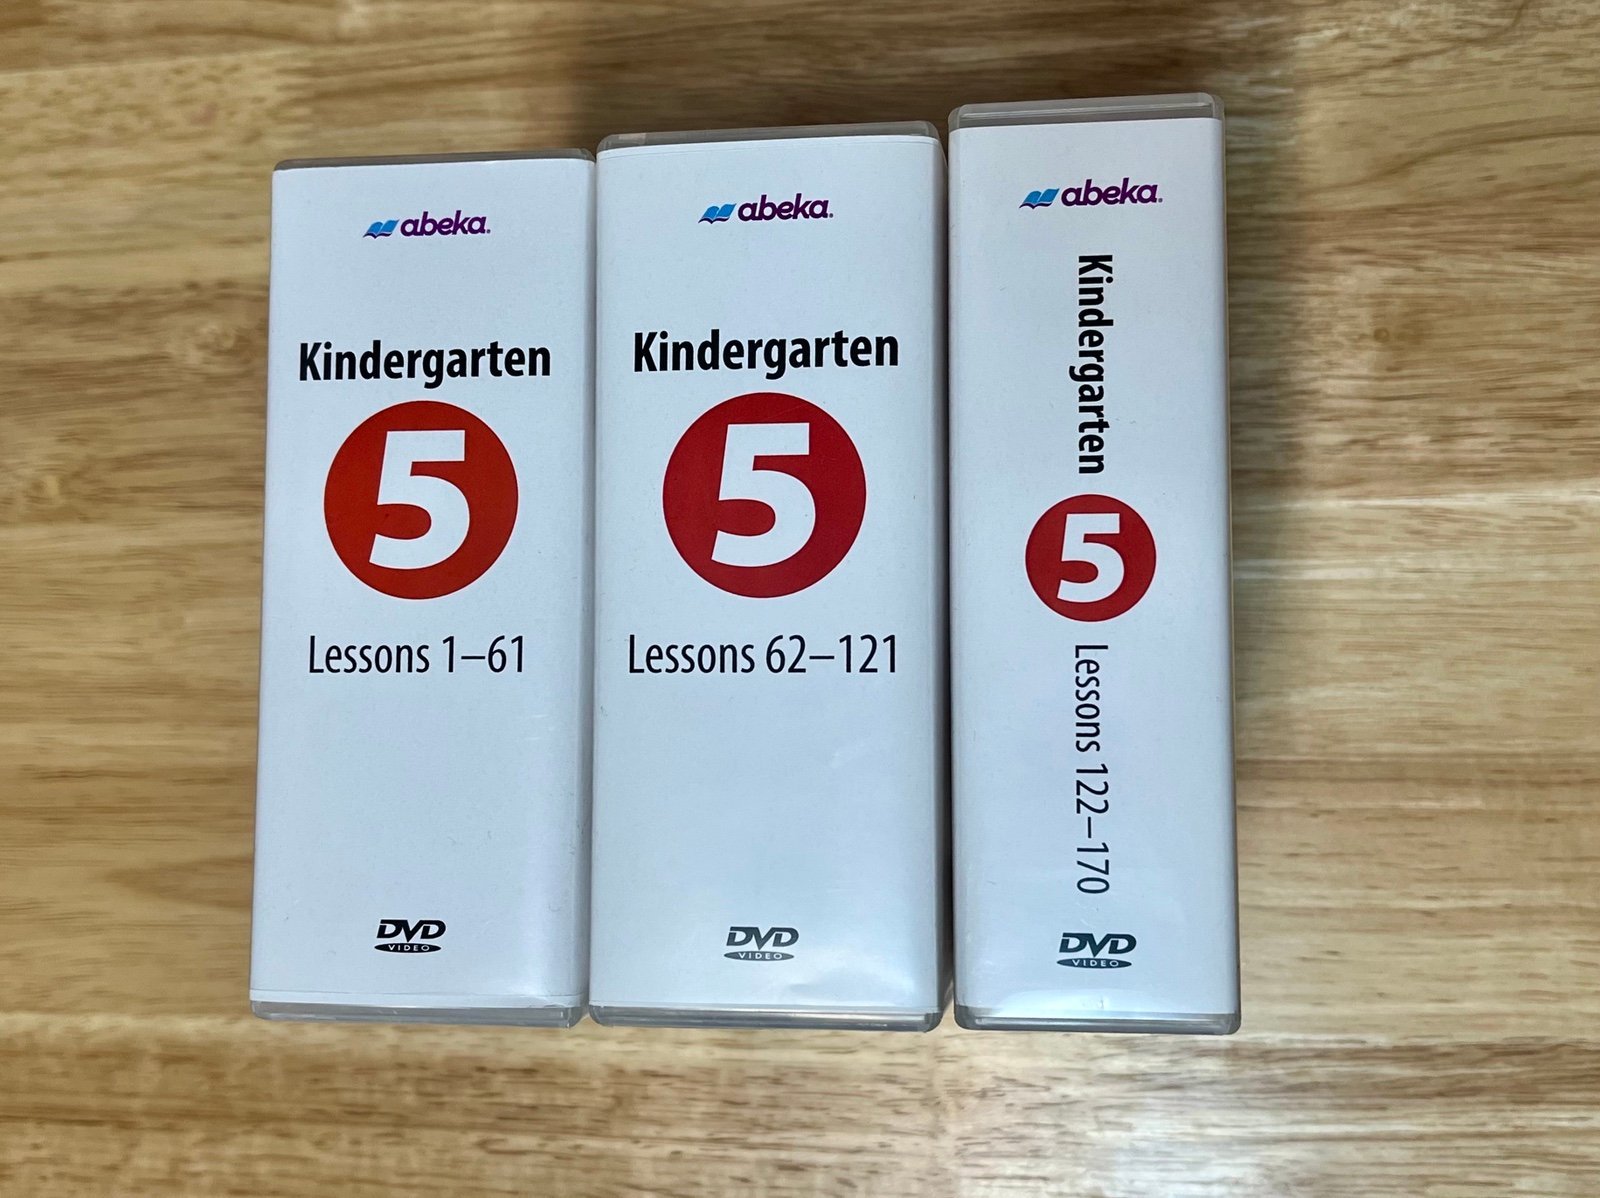 abeka.
Kindergarten
5
Lessons 1–61
DVD
VIDEO
abeka.
Kindergarten
5
Lessons 62–121
DVD
VIDEO
abeka.
Kindergarten
5
Lessons 122–170
DVD
VIDEO